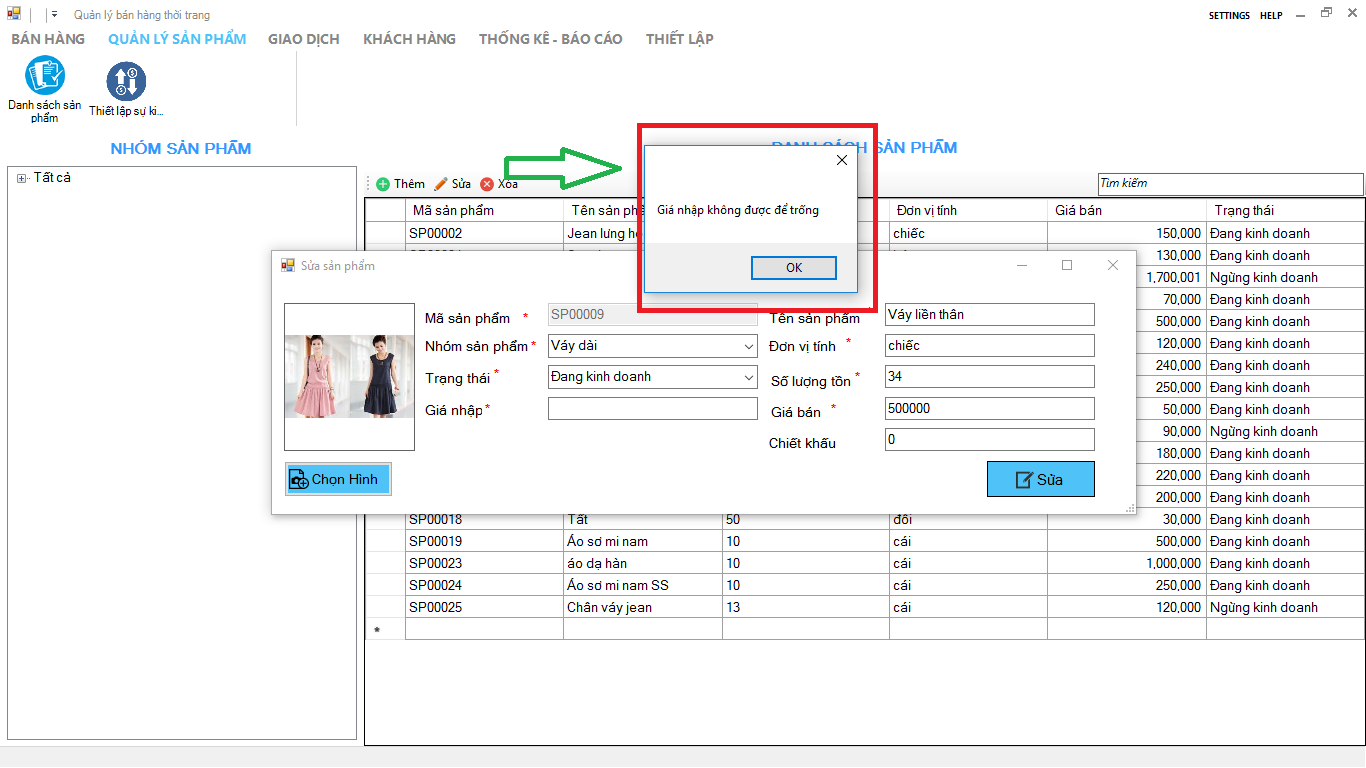 Quản lý bán hàng thời trang
SETTINGS HELP
BÁN HÀNG QUẢN LÝ SẢN PHẨM GIAO DỊCH KHÁCH HÀNG THỐNG KÊ - BÁO CÁO THIẾT LẬP
Danh sách sản phẩm
Thiết lập sự ki...
NHÓM SẢN PHẨM
SẢN PHẨM
Tất cả
Thêm Sửa Xóa
Tìm kiếm
Giá nhập không được để trống
OK
Mã sản phẩm Tên sản Đơn vị tính Giá bán Trạng thái
SP00002 Jean lưng chiếc 150,000 Đang kinh doanh
130,000 Đang kinh doanh
1,700,001 Ngừng kinh doanh
70,000 Đang kinh doanh
500,000 Đang kinh doanh
120,000 Đang kinh doanh
240,000 Đang kinh doanh
250,000 Đang kinh doanh
50,000 Đang kinh doanh
90,000 Ngừng kinh doanh
180,000 Đang kinh doanh
220,000 Đang kinh doanh
200,000 Đang kinh doanh
Sửa sản phẩm
Mã sản phẩm * SP00009 Tên sản phẩm Váy liền thân
Nhóm sản phẩm * Váy dài Đơn vị tính * chiếc
Trạng thái * Đang kinh doanh Số lượng tồn * 34
Giá nhập * Giá bán * 500000
Chiết khấu 0
Chọn Hình
Sửa
SP00018 Tất 50 đôi 30,000 Đang kinh doanh
SP00019 Áo sơ mi nam 10 cái 500,000 Đang kinh doanh
SP00023 áo dạ hàn 10 cái 1,000,000 Đang kinh doanh
SP00024 Áo sơ mi nam SS 10 cái 250,000 Đang kinh doanh
SP00025 Chân váy jean 13 cái 120,000 Ngừng kinh doanh
*